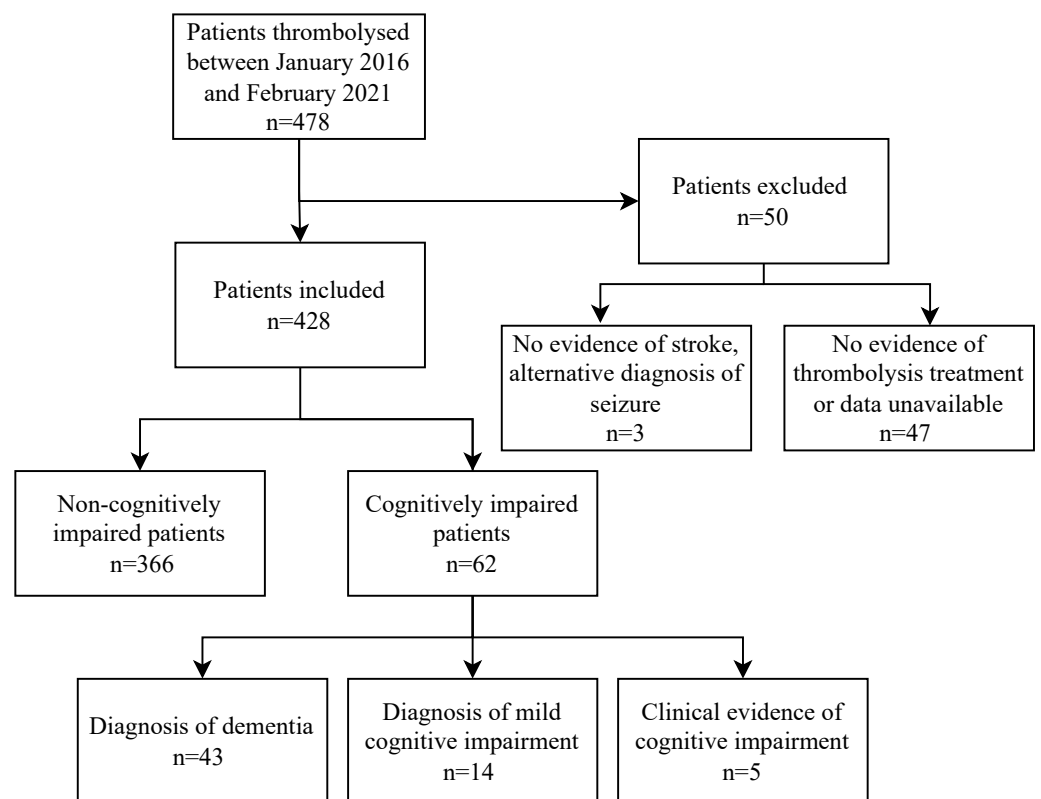 Patients thrombolysed
between January 2016
and February 2021
n=478
Patients excluded
n=50
Patients included
n=428
No evidence of stroke,
alternative diagnosis of
seizure
n=3
No evidence of
thrombolysis treatment
or data unavailable
n=47
Non-cognitively
impaired patients
n=366
Cognitively impaired
patients
n=62
Diagnosis of dementia
n=43
Diagnosis of mild
cognitive impairment
n=14
Clinical evidence of
cognitive impairment
n=5